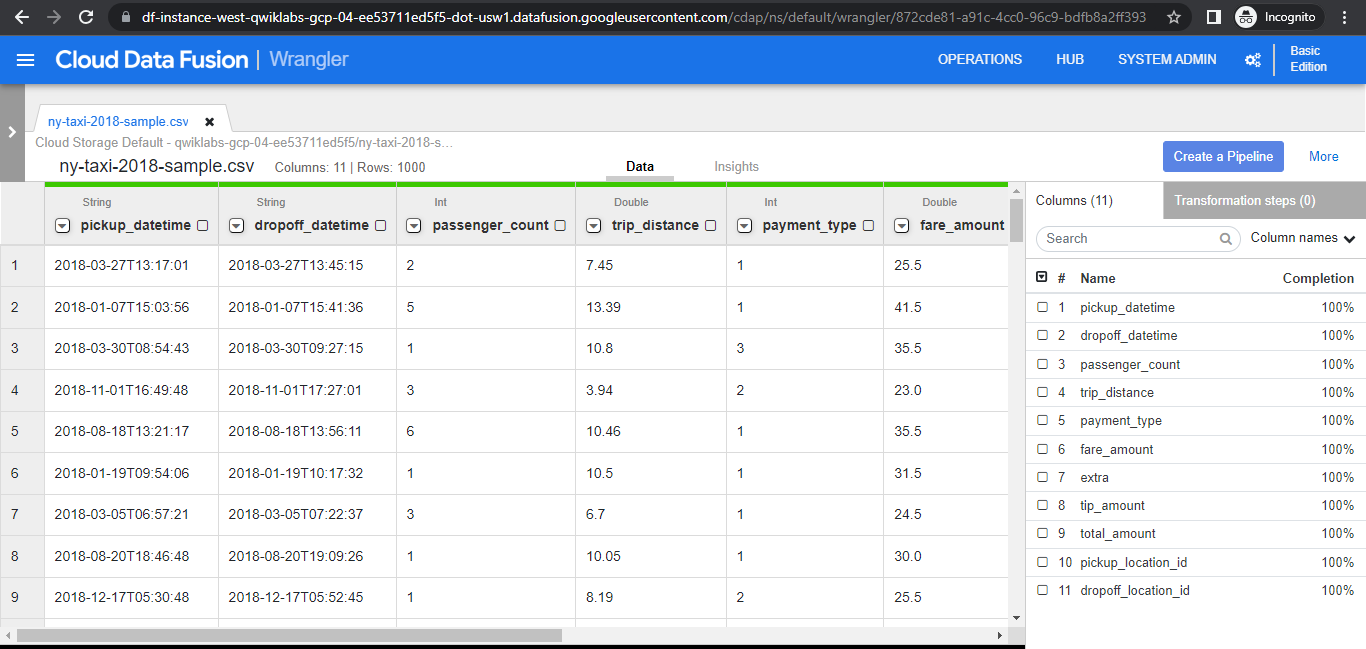 df-instance-west-qwiklabs-gcp-04-ee53711ed5f5-dot-usw1.datafusion.googleusercontent.com/cdap/ns/default/wrangler/872cde81-a91c-4cc0-96c9-bdfb8a2ff393 Incognito
Cloud Data Fusion | Wrangler OPERATIONS HUB SYSTEM ADMIN Basic Edition
ny-taxi-2018-sample.csv
Cloud Storage Default - qwiklabs-gcp-04-ee53711ed5f5/ny-taxi-2018-s...
ny-taxi-2018-sample.csv Columns: 11 | Rows: 1000 Data Insights Create a Pipeline More
String String Int Double Int Double
pickup_datetime dropoff_datetime passenger_count trip_distance payment_type fare_amount
1 2018-03-27T13:17:01 2018-03-27T13:45:15 2 7.45 1 25.5
2 2018-01-07T15:03:56 2018-01-07T15:41:36 5 13.39 1 41.5
3 2018-03-30T08:54:43 2018-03-30T09:27:15 1 10.8 3 35.5
4 2018-11-01T16:49:48 2018-11-01T17:27:01 3 3.94 2 23.0
5 2018-08-18T13:21:17 2018-08-18T13:56:11 6 10.46 1 35.5
6 2018-01-19T09:54:06 2018-01-19T10:17:32 1 10.5 1 31.5
7 2018-03-05T06:57:21 2018-03-05T07:22:37 3 6.7 1 24.5
8 2018-08-20T18:46:48 2018-08-20T19:09:26 1 10.05 1 30.0
9 2018-12-17T05:30:48 2018-12-17T05:52:45 1 8.19 2 25.5
Columns (11) Transformation steps (0)
Search Column names
# Name Completion
1 pickup_datetime 100%
2 dropoff_datetime 100%
3 passenger_count 100%
4 trip_distance 100%
5 payment_type 100%
6 fare_amount 100%
7 extra 100%
8 tip_amount 100%
9 total_amount 100%
10 pickup_location_id 100%
11 dropoff_location_id 100%